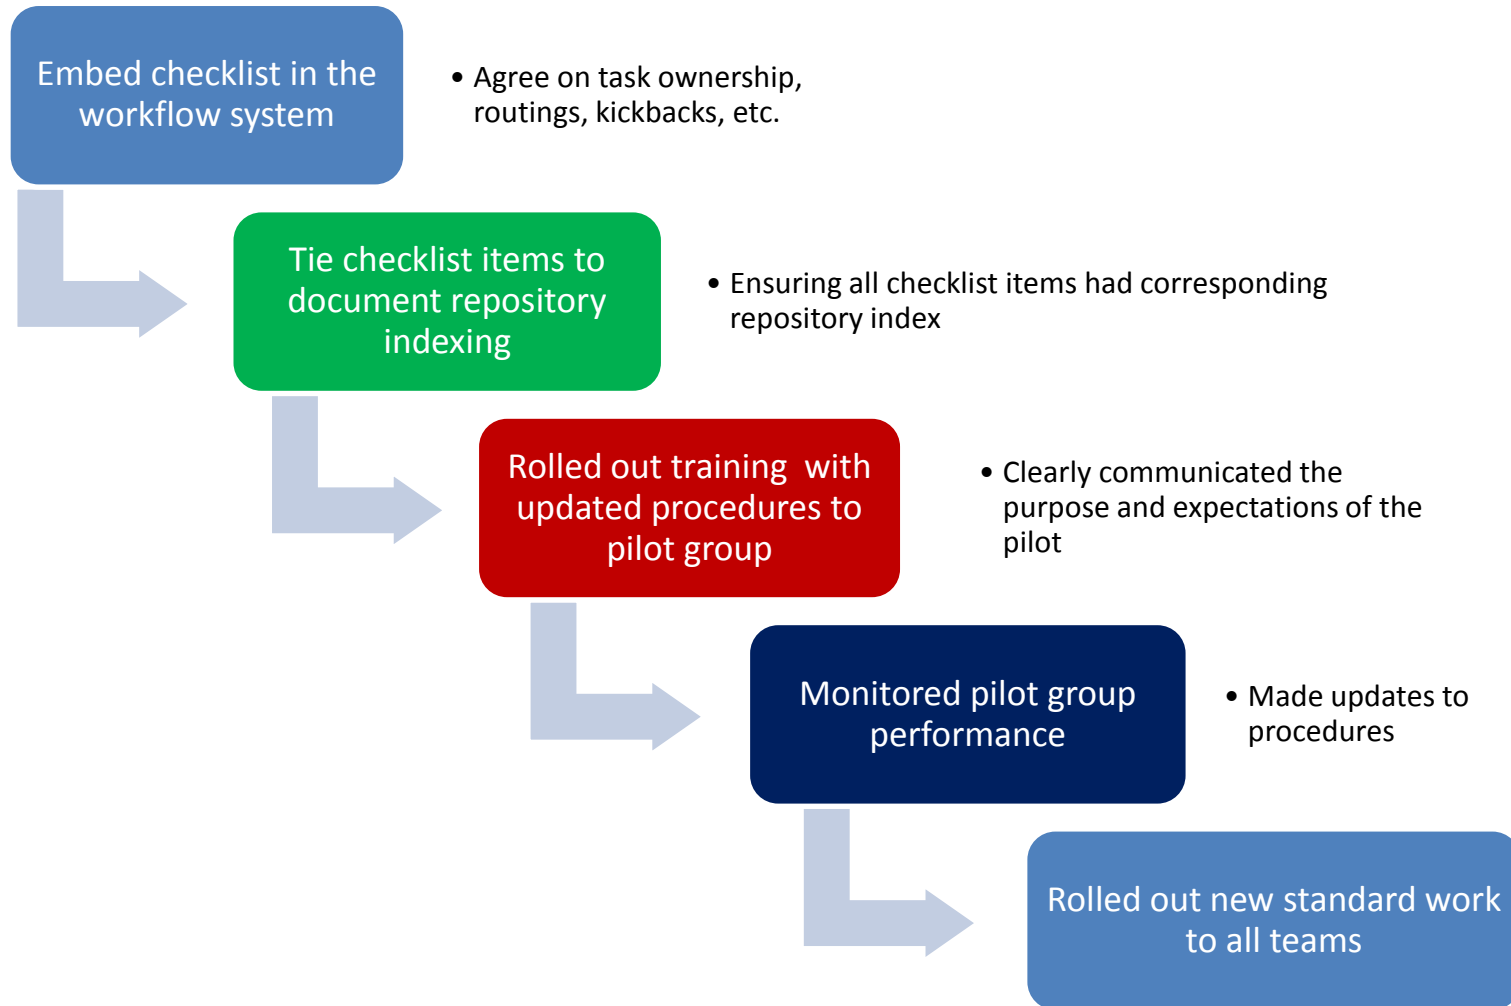 Embed checklist in the
workflow system
• Agree on task ownership,
routings, kickbacks, etc.
Tie checklist items to
document repository
indexing
• Ensuring all checklist items had corresponding
repository index
Rolled out training  with
updated procedures to
pilot group
• Clearly communicated the
purpose and expectations of the
pilot
Monitored pilot group
performance
• Made updates to
procedures
Rolled out new standard work
to all teams